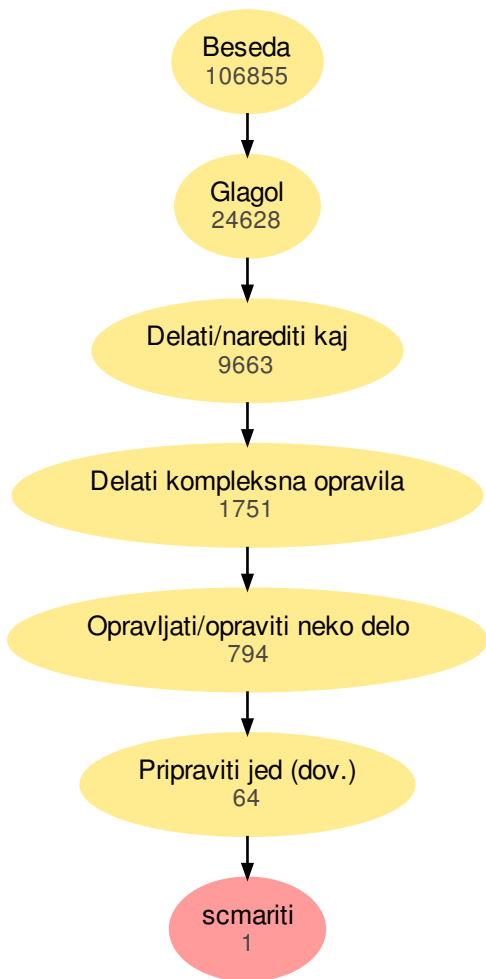 Beseda
106855
Glagol
24628
Delati/narediti kaj
9663
Delati kompleksna opravila
1751
Opravljati/opraviti neko delo
794
Pripraviti jed (dov.)
64
scmariti
1